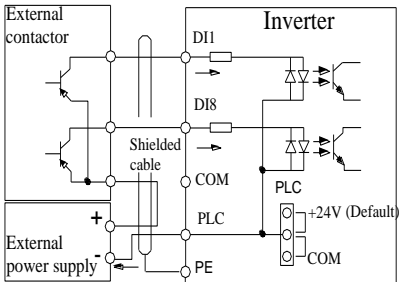 External
contactor
Inverter
DI1
DI8
Shielded
cable
COM
PLC
PLC
+24V (Default)
COM
+
External
power supply
-
PE